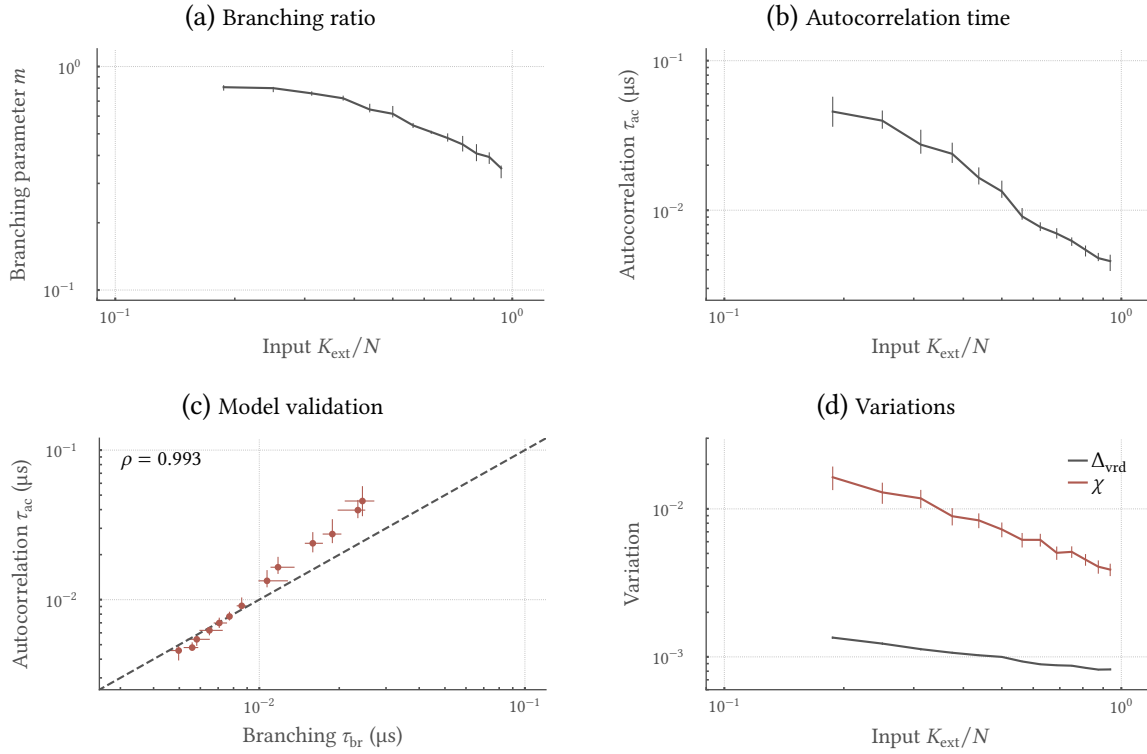 (a) Branching ratio
Branching parameter m
10⁰
10⁻¹
10⁻¹
10⁰
Input K_ext/N
(b) Autocorrelation time
Autocorrelation τ_ac (µs)
10⁻¹
10⁻²
10⁻¹
10⁰
Input K_ext/N
(c) Model validation
Autocorrelation τ_ac (µs)
10⁻¹
10⁻²
ρ = 0.993
10⁻²
10⁻¹
Branching τ_br (µs)
(d) Variations
Variation
10⁻²
10⁻³
Δ_vrd
χ
10⁻¹
10⁰
Input K_ext/N